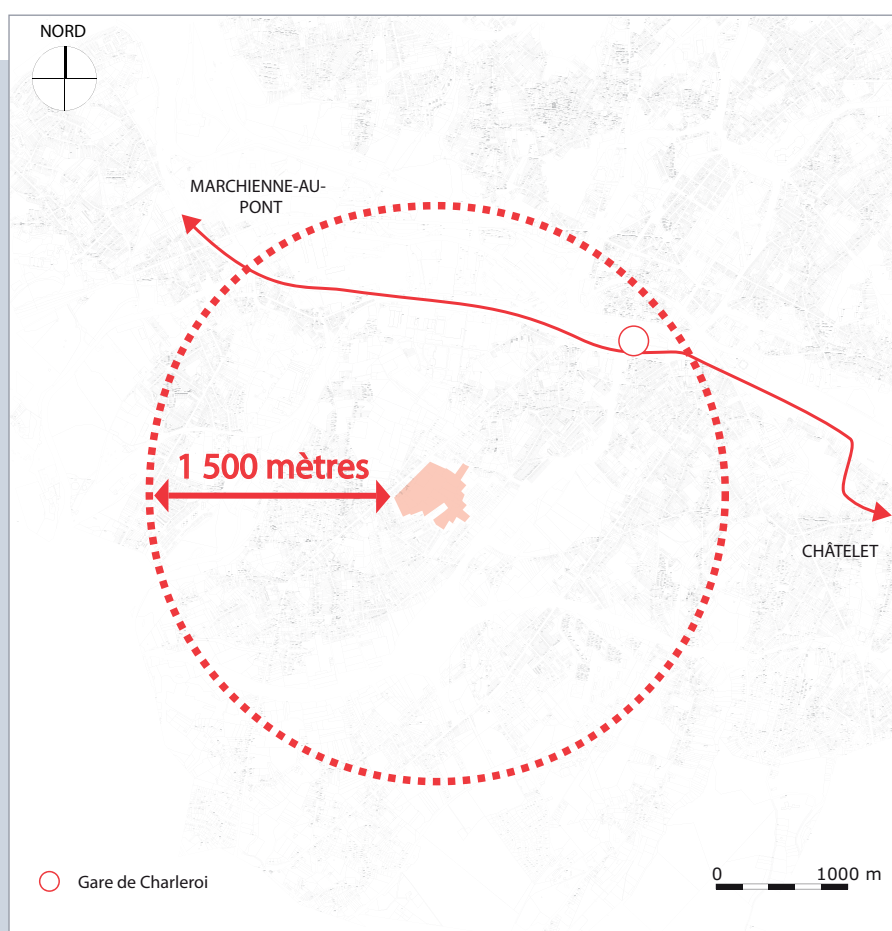 NORD
MARCHIENNE-AU-
PONT
1 500 mètres
CHÂTELET
Gare de Charleroi
0 1000 m